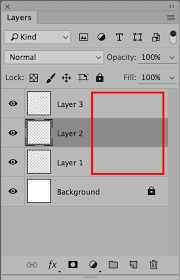 Layers
Kind
Normal Opacity: 100%
Lock: Fill: 100%
Layer 3
Layer 2
Layer 1
Background
fx